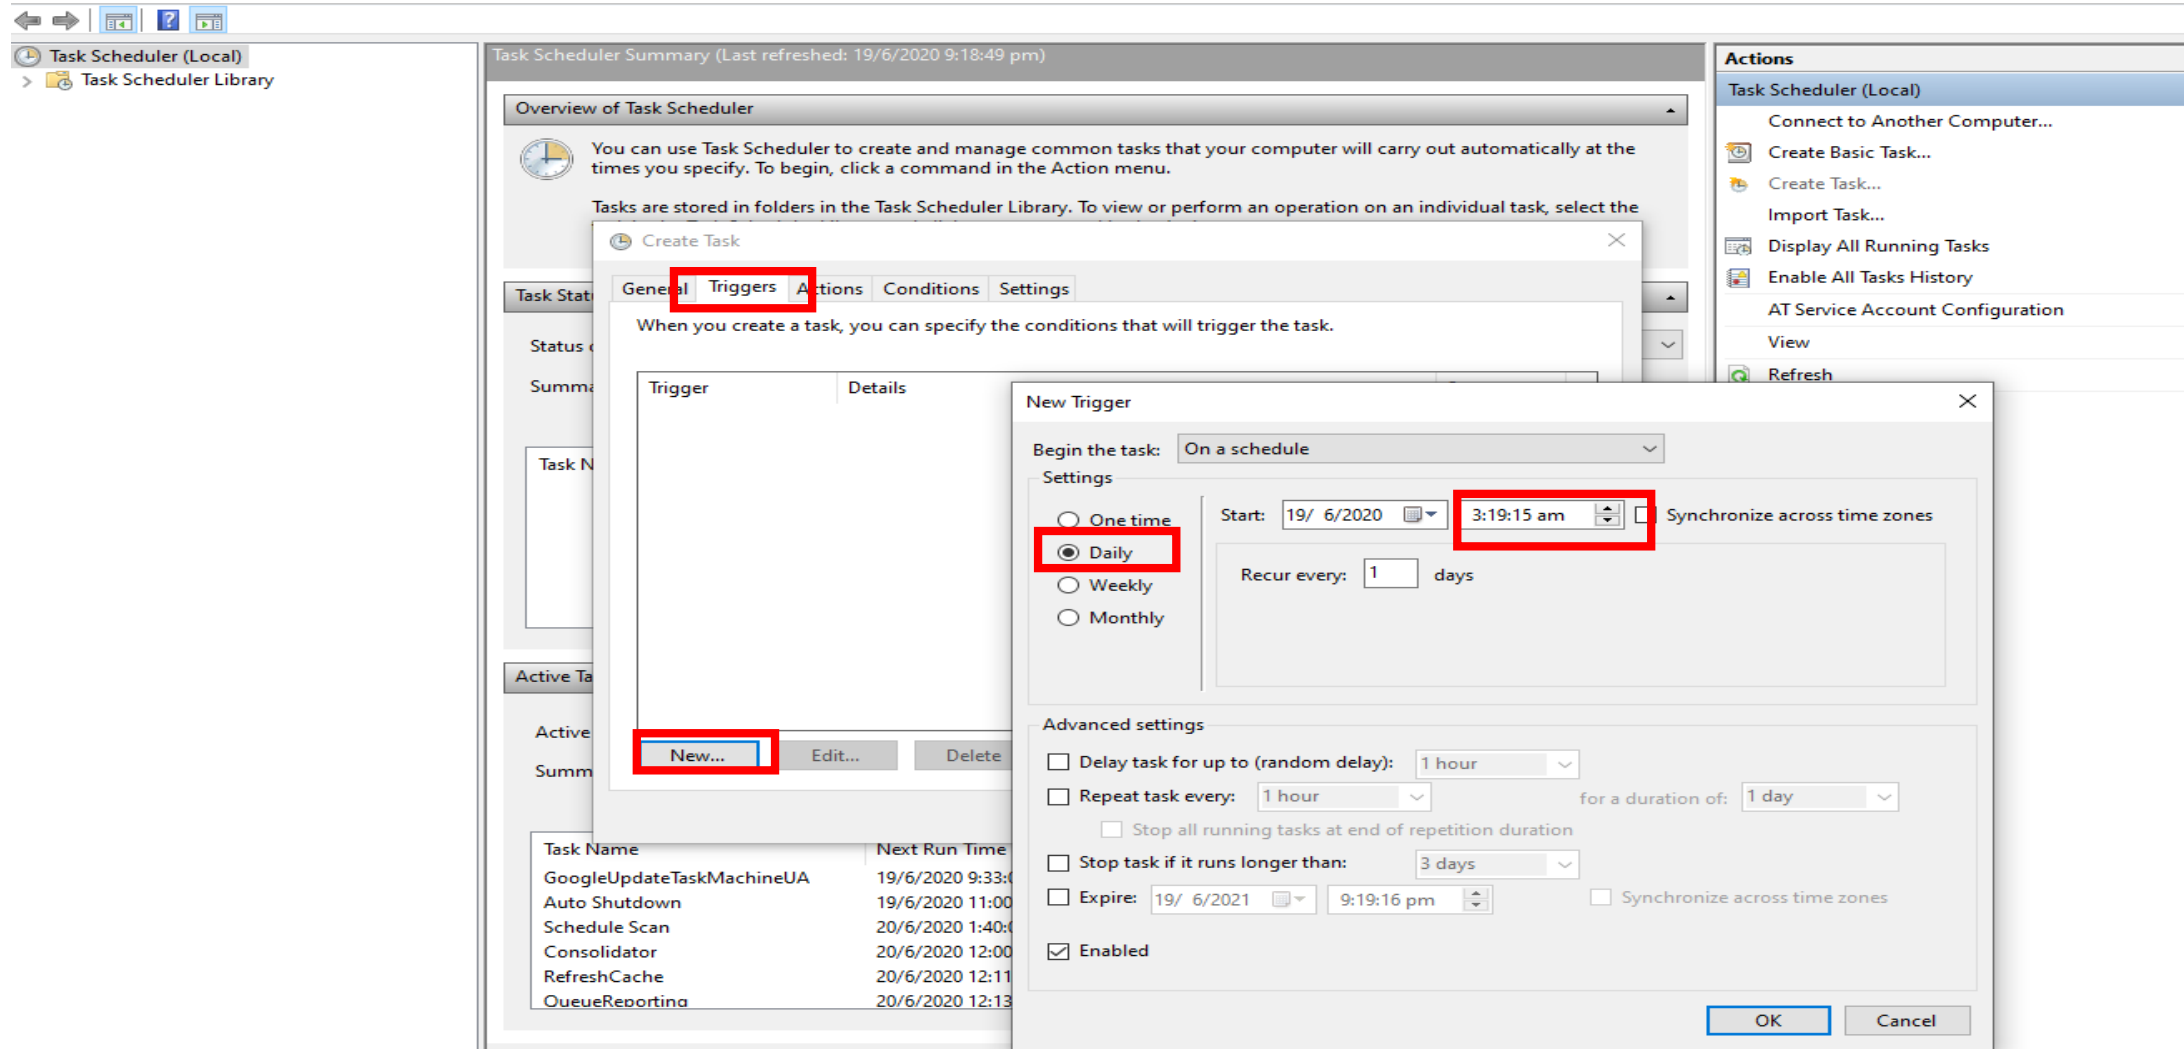 Task Scheduler (Local)
Task Scheduler Library
Task Scheduler Summary (Last refreshed: 19/6/2020 9:18:49 pm)
Overview of Task Scheduler
You can use Task Scheduler to create and manage common tasks that your computer will carry out automatically at the
times you specify. To begin, click a command in the Action menu.
Tasks are stored in folders in the Task Scheduler Library. To view or perform an operation on an individual task, select the
Task Stat
Status
Summa
Task N
Active Ta
Active
Summ
Task Name Next Run Time
GoogleUpdateTaskMachineUA 19/6/2020 9:33:
Auto Shutdown 19/6/2020 11:00
Schedule Scan 20/6/2020 1:40:
Consolidator 20/6/2020 12:00
RefreshCache 20/6/2020 12:11
QueueReporting 20/6/2020 12:13
Create Task
General Triggers Actions Conditions Settings
When you create a task, you can specify the conditions that will trigger the task.
Trigger Details
New... Edit... Delete
New Trigger
Begin the task: On a schedule
Settings
One time
Daily
Weekly
Monthly
Start: 19/ 6/2020 3:19:15 am Synchronize across time zones
Recur every: 1 days
Advanced settings
Delay task for up to (random delay): 1 hour
Repeat task every: 1 hour for a duration of: 1 day
Stop all running tasks at end of repetition duration
Stop task if it runs longer than: 3 days
Expire: 19/ 6/2021 9:19:16 pm Synchronize across time zones
Enabled
OK Cancel
Actions
Task Scheduler (Local)
Connect to Another Computer...
Create Basic Task...
Create Task...
Import Task...
Display All Running Tasks
Enable All Tasks History
AT Service Account Configuration
View
Refresh